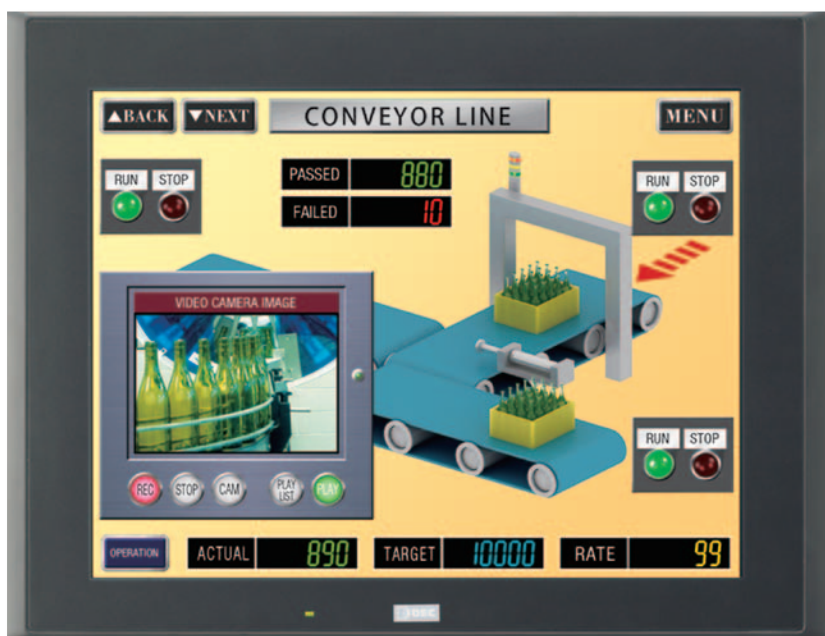 ▲BACK ▼NEXT CONVEYOR LINE MENU
RUN STOP
PASSED 880
FAILED 10
RUN STOP
VIDEO CAMERA IMAGE
REC STOP CAM PLAY LIST PLAY
RUN STOP
OPERATION ACTUAL 890 TARGET 10000 RATE 99
IDEC